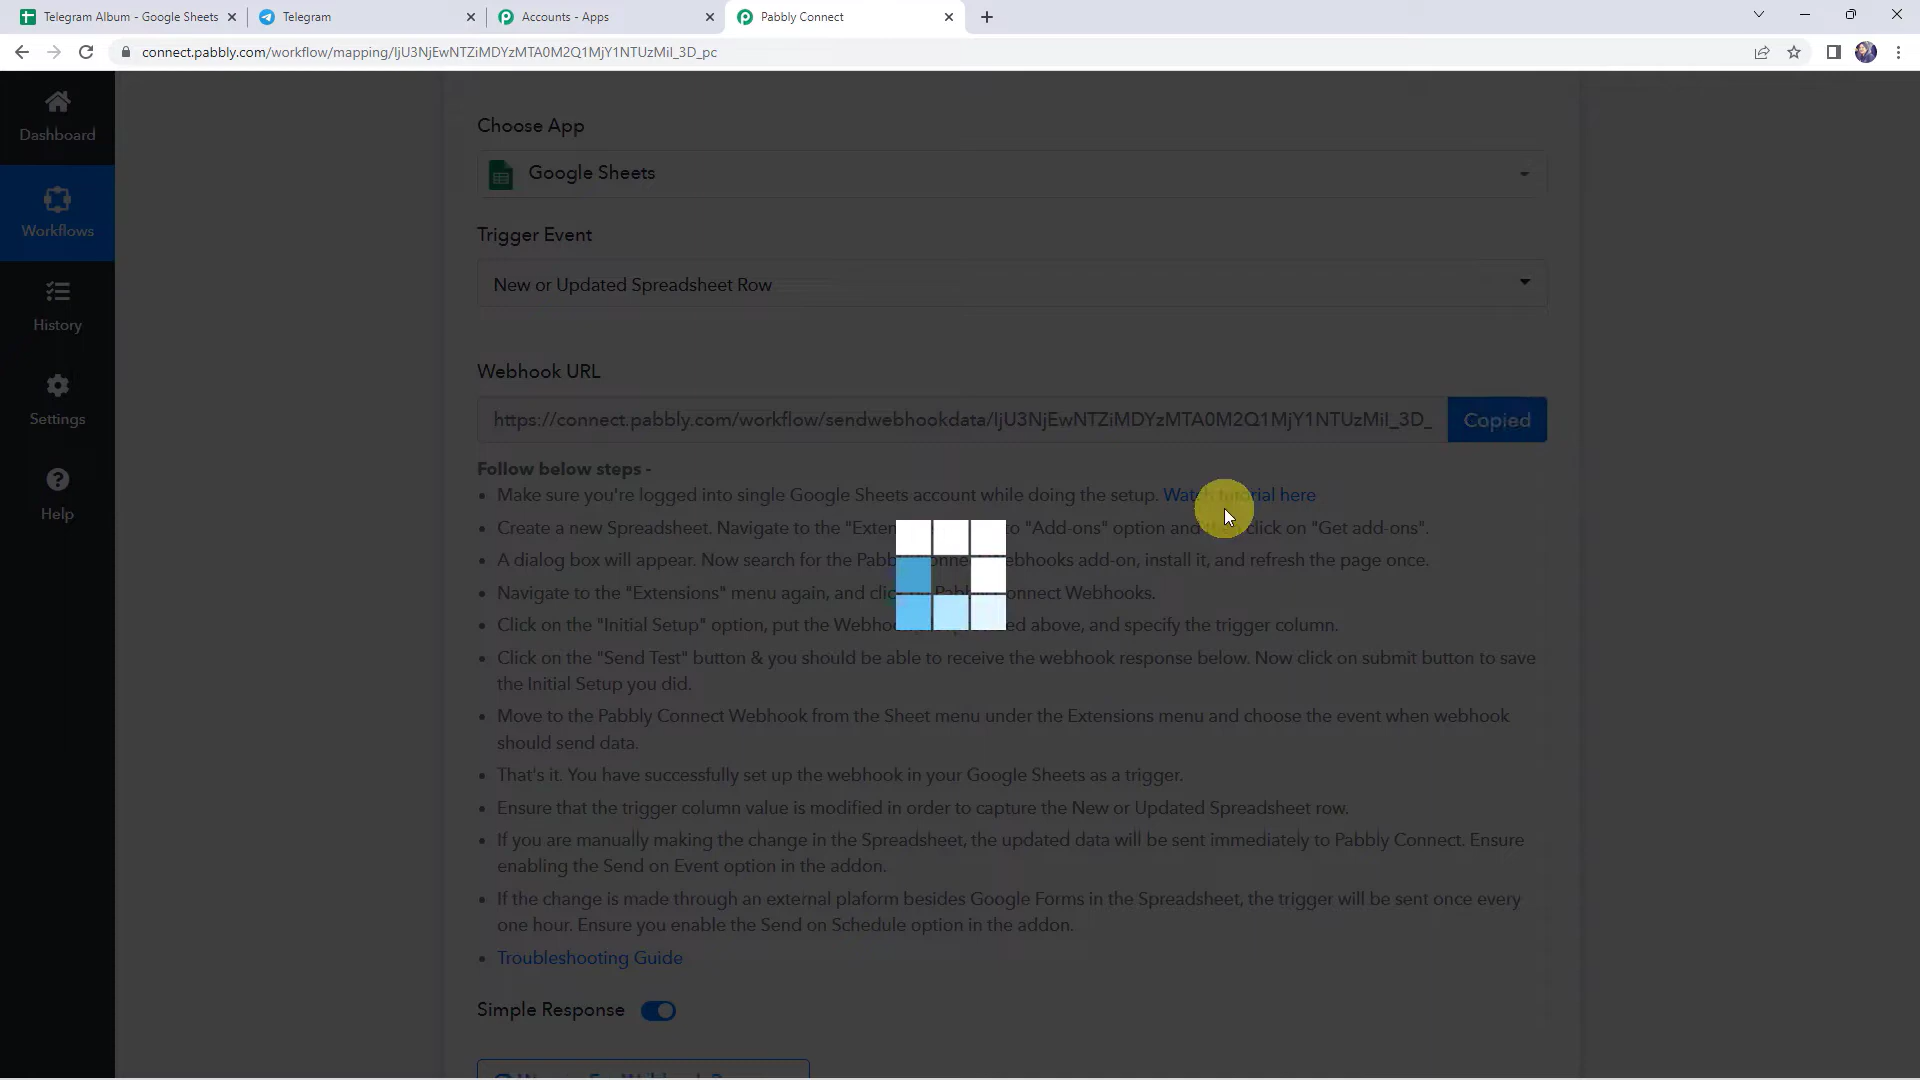 Telegram Album - Google Sheets
Telegram
Accounts - Apps
Pabbly Connect
connect.pabbly.com/workflow/mapping/IjU3NjEwNTZiMDYzMTA0M2Q1MjY1NTUzMiI_3D_pc
Dashboard
Workflows
History
Settings
Help
Choose App
Google Sheets
Trigger Event
New or Updated Spreadsheet Row
Webhook URL
https://connect.pabbly.com/workflow/sendwebhookdata/IjU3NjEwNTZiMDYzMTA0M2Q1MjY1NTUzMiI_3D_
Copied
Follow below steps -
Make sure you're logged into single Google Sheets account while doing the setup. Watch tutorial here
Create a new Spreadsheet. Navigate to the "Exten to "Add-ons" option and then click on "Get add-ons".
A dialog box will appear. Now search for the Pabb onne ebhooks add-on, install it, and refresh the page once.
Navigate to the "Extensions" menu again, and clic Pabb onnect Webhooks.
Click on the "Initial Setup" option, put the Webho ed above, and specify the trigger column.
Click on the "Send Test" button & you should be able to receive the webhook response below. Now click on submit button to save
the Initial Setup you did.
Move to the Pabbly Connect Webhook from the Sheet menu under the Extensions menu and choose the event when webhook
should send data.
That's it. You have successfully set up the webhook in your Google Sheets as a trigger.
Ensure that the trigger column value is modified in order to capture the New or Updated Spreadsheet row.
If you are manually making the change in the Spreadsheet, the updated data will be sent immediately to Pabbly Connect. Ensure
enabling the Send on Event option in the addon.
If the change is made through an external plaform besides Google Forms in the Spreadsheet, the trigger will be sent once every
one hour. Ensure you enable the Send on Schedule option in the addon.
Troubleshooting Guide
Simple Response